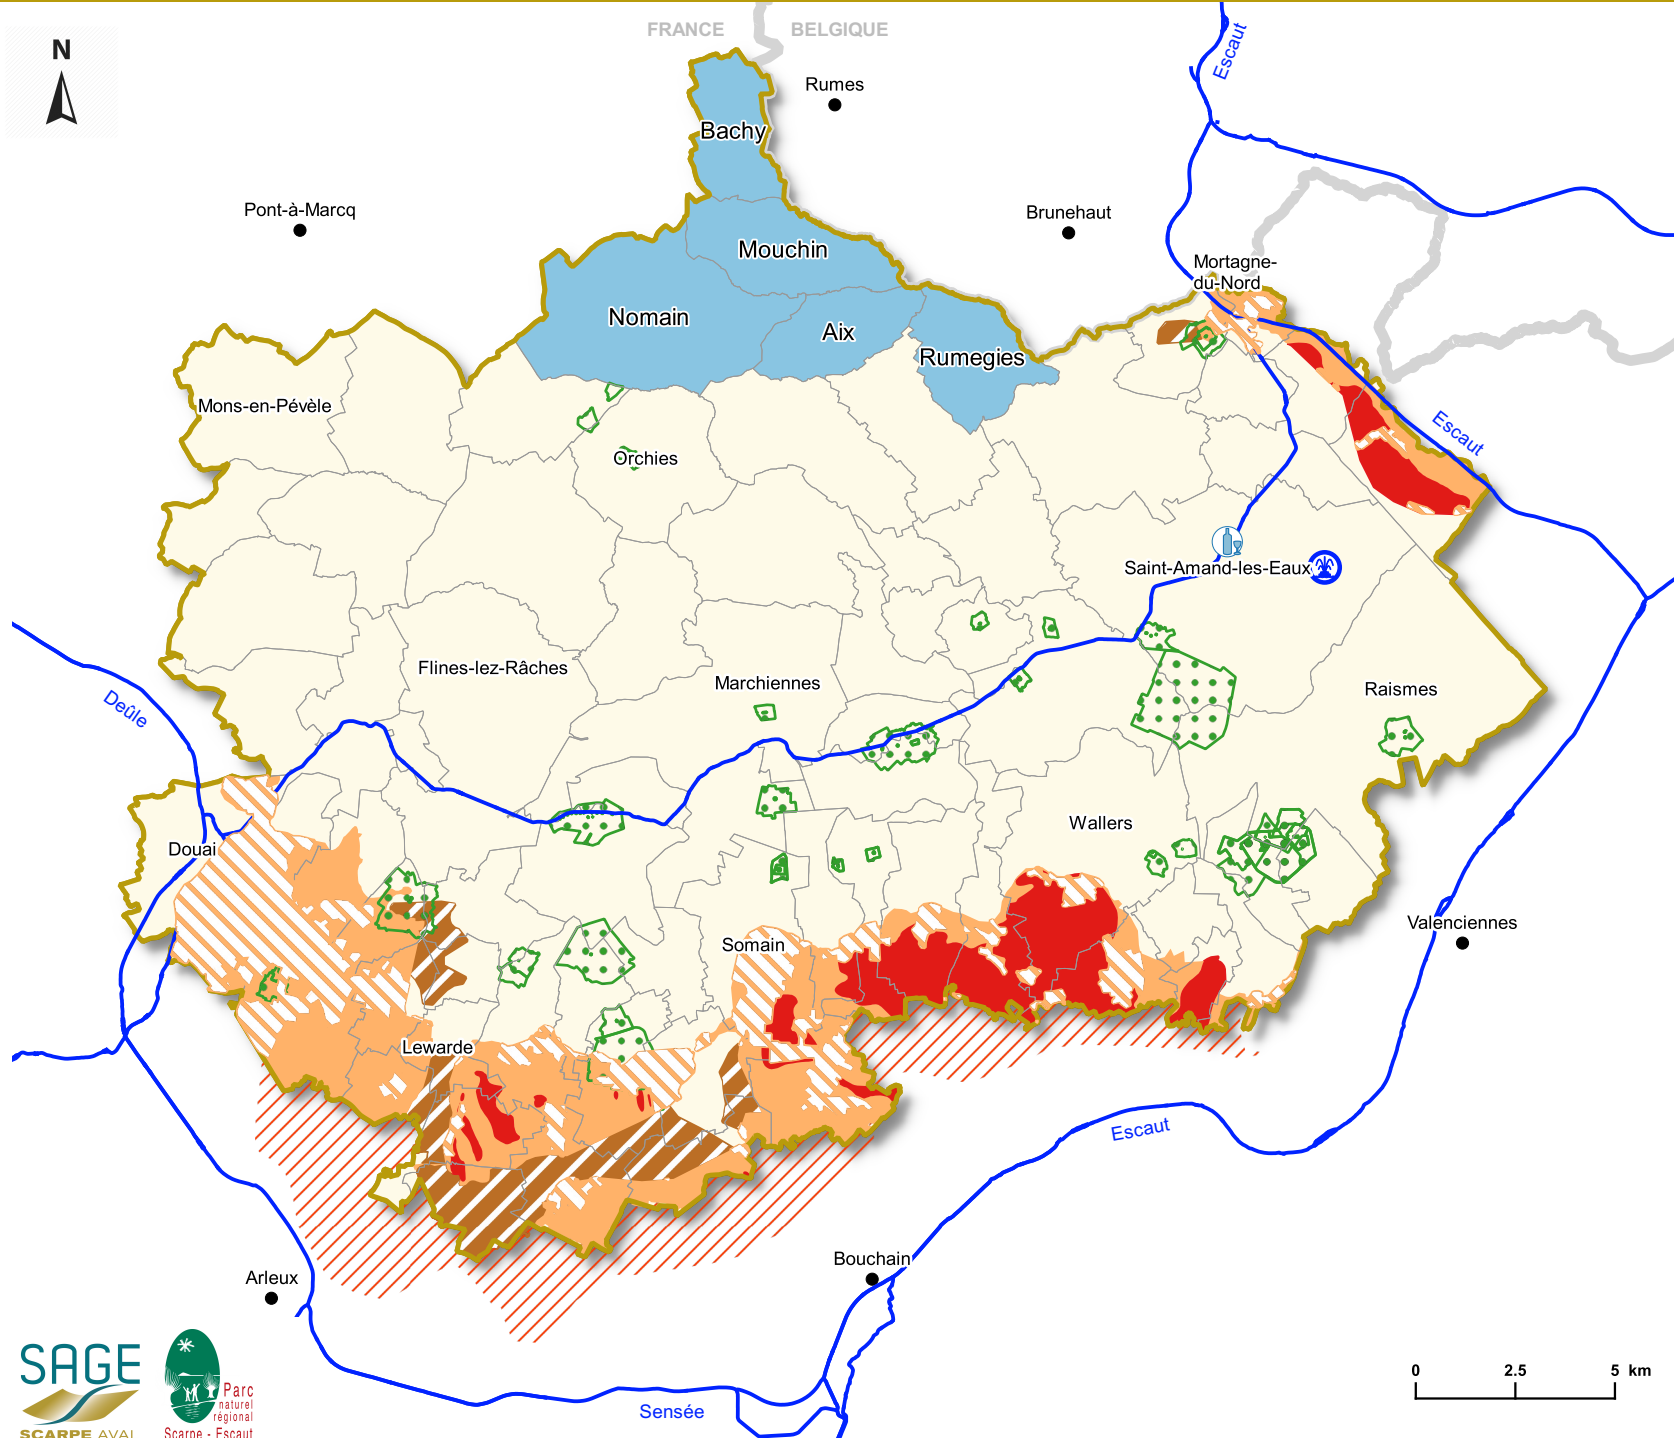 FRANCE
BELGIQUE
Escaut
N
Rumes
Bachy
Pont-à-Marcq
Brunehaut
Mouchin
Mortagne-
du-Nord
Nomain
Aix
Rumegies
Mons-en-Pévèle
Escaut
Orchies
Saint-Amand-les-Eaux
Flines-lez-Râches
Marchiennes
Raismes
Deûle
Wallers
Douai
Valenciennes
Somain
Lewarde
Escaut
Bouchain
Arleux
SAGE
SCARPE AVAL
Parc
naturel
régional
Scarpe - Escaut
Sensée
0 2.5 5 km